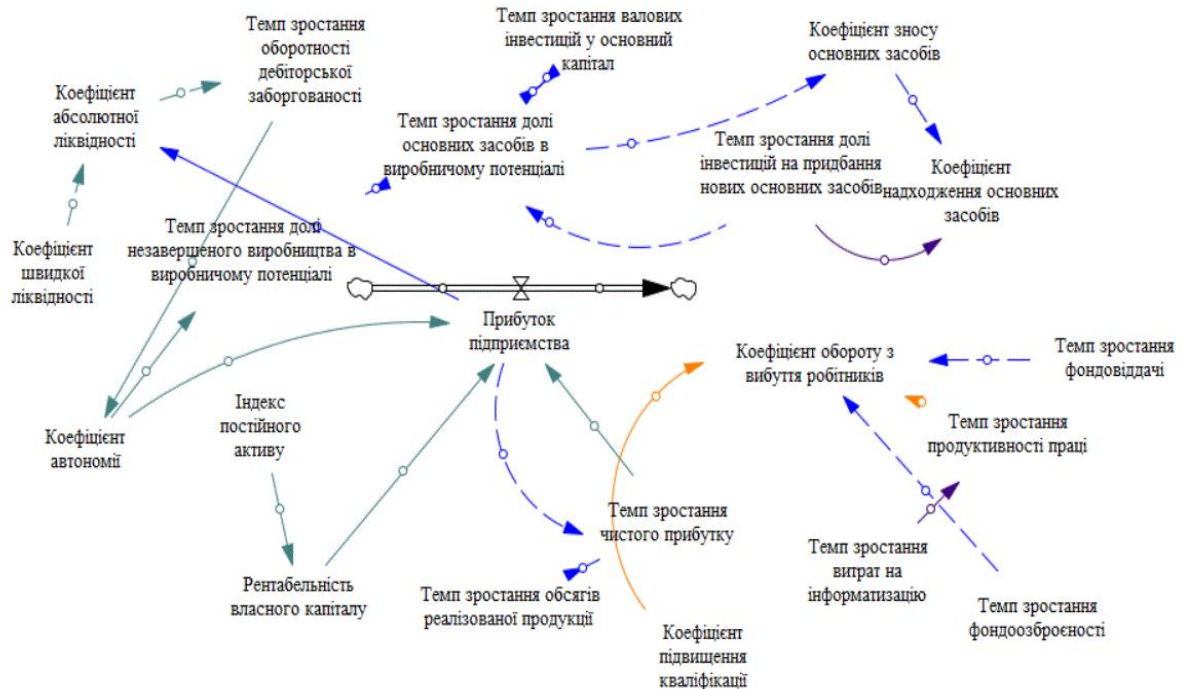 Темп зростання
оборотності
дебіторської
заборгованості
Темп зростання валових
інвестицій у основний
капітал
Коефіцієнт зносу
основних засобів
Коефіцієнт
абсолютної
ліквідності
Темп зростання долі
основних засобів в
виробничому потенціалі
Темп зростання долі
інвестицій на придбання
нових основних засобів
Коефіцієнт
надходження основних
засобів
Коефіцієнт
швидкої
ліквідності
Темп зростання долі
незавершеного виробництва в
виробничому потенціалі
Прибуток
підприємства
Коефіцієнт обороту з
вибуття робітників
Темп зростання
фондовіддачі
Коефіцієнт
автономії
Індекс
постійного
активу
Темп зростання
продуктивності праці
Темп зростання
чистого прибутку
Темп зростання
витрат на
інформатизацію
Рентабельність
власного капіталу
Темп зростання обсягів
реалізованої продукції
Темп зростання
фондоозброєності
Коефіцієнт
підвищення
кваліфікації